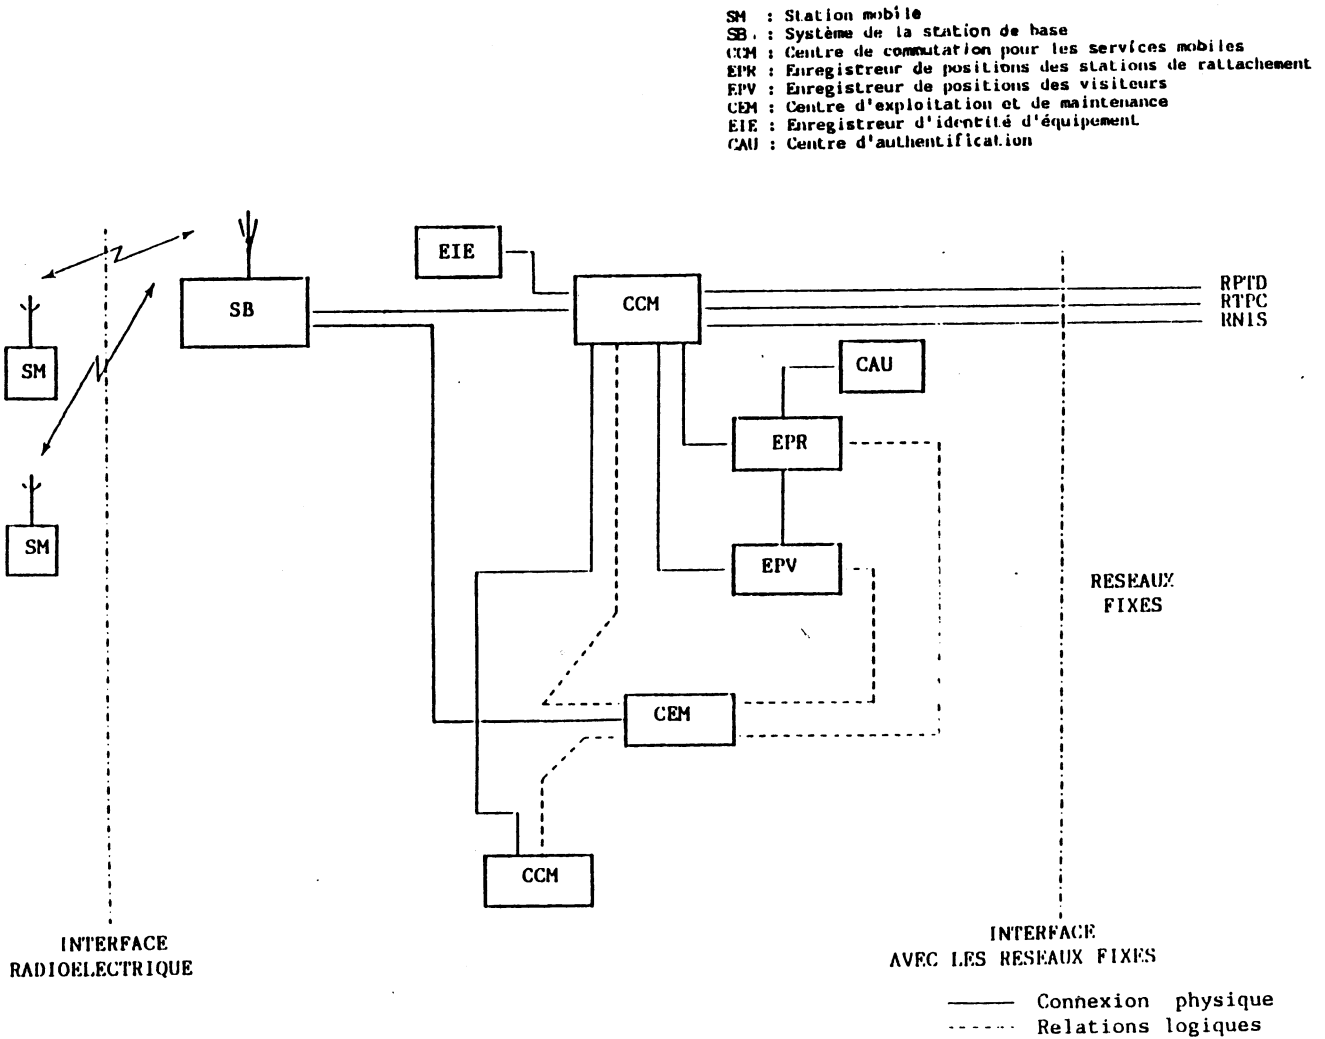 SM : Station mobile
SB. : Système de la station de base
CCM : Centre de commutation pour les services mobiles
EPR : Enregistreur de positions des stations de rattachement
EPV : Enregistreur de positions des visiteurs
CEM : Centre d'exploitation et de maintenance
EIE : Enregistreur d'identité d'équipement
CAU : Centre d'authentification
EIE
SB
CCM
RPTD
RTPC
RNIS
SM
CAU
EPR
SM
EPV
RESEAUX
FIXES
CEM
CCM
INTERFACE
RADIOELECTRIQUE
INTERFACE
AVEC LES RESEAUX FIXES
Connexion physique
Relations logiques